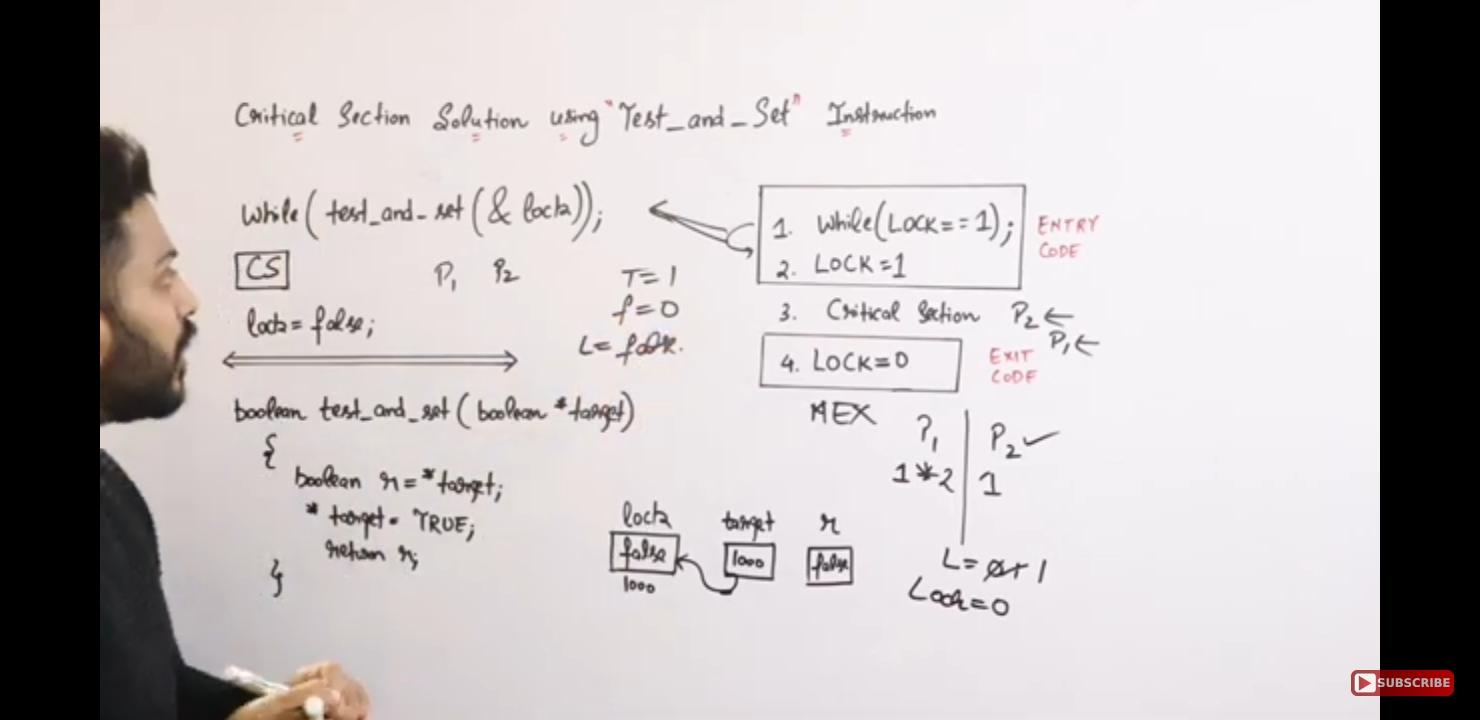 Critical Section Solution using "Test_and_Set" Instruction
while(test_and_set(&lock));
CS
P1 P2
lock=false;
T=1
f=0
L=false.
boolean test_and_set(boolean *target)
{
boolean r=*target;
*target=TRUE;
return r;
}
1. While(LOCK==1);
2. LOCK=1
ENTRY
CODE
3. Critical Section P2←
P1←
4. LOCK=0
EXIT
CODE
MEX
P1 P2✓
1*2 1
L=0 1
Lock=0
lock target r
false 1000 false
1000
SUBSCRIBE